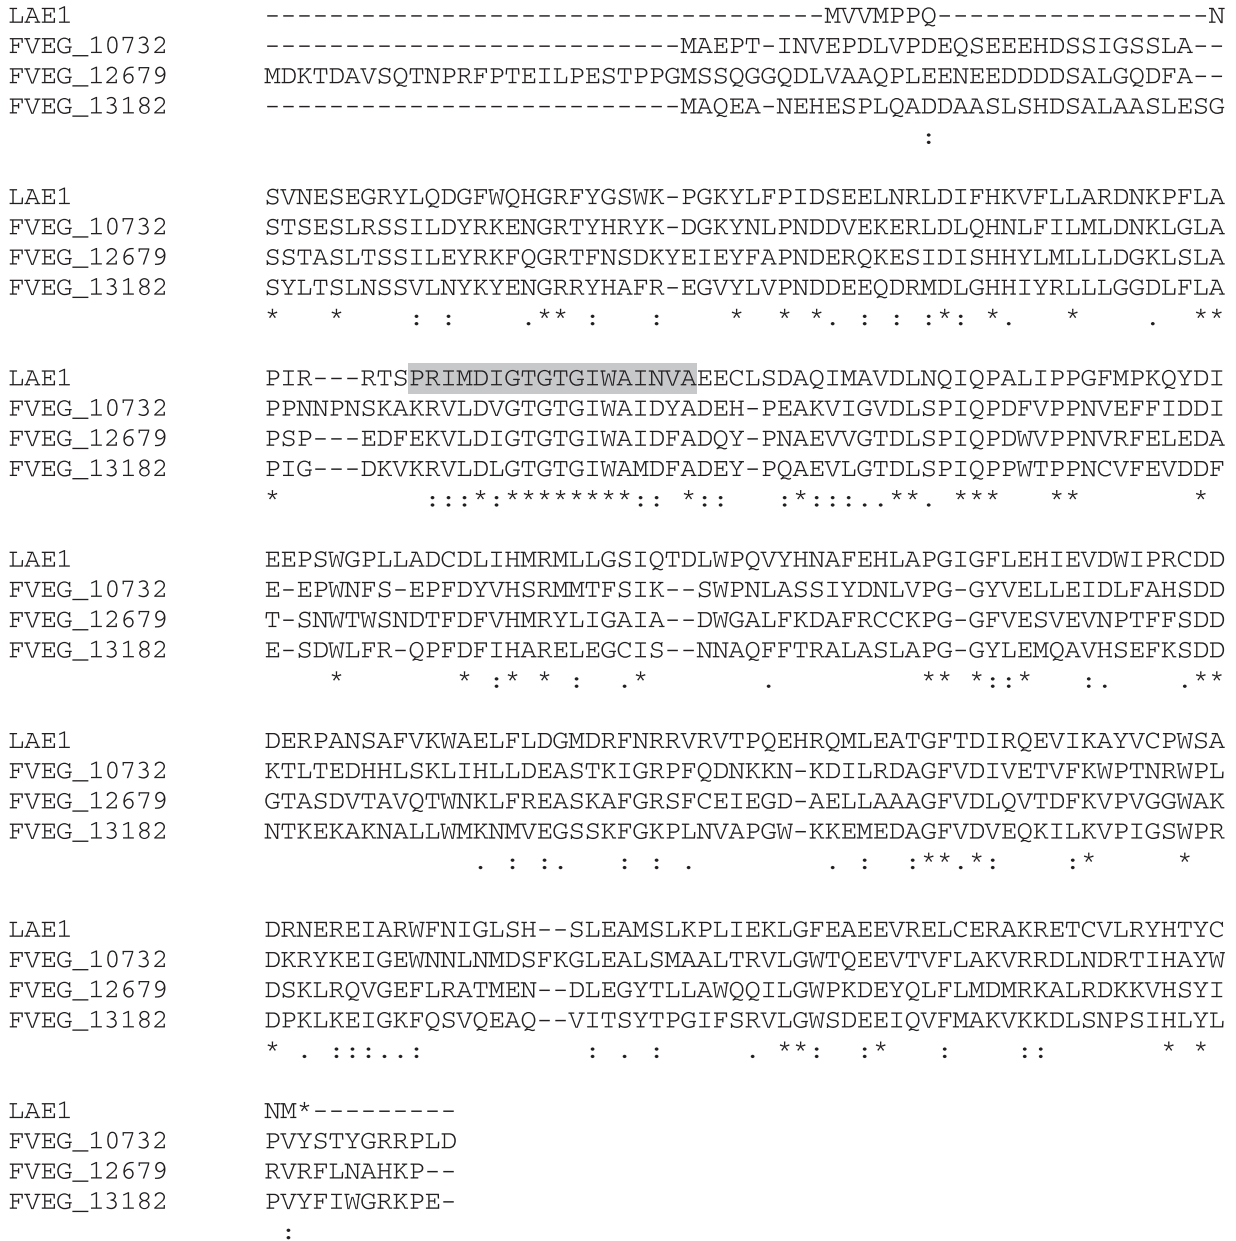 LAE1 -----------------------------------MVVMPPQ-----------------N
FVEG_10732 --------------------------MAEPT-INVEPDLVPDEQSEEEHDSSIGSSLA--
FVEG_12679 MDKTDAVSQTNPRFPTEILPESTPPGMSSQGGQDLVAAQPLEENEEDDDDSALGQDFA--
FVEG_13182 --------------------------MAQEA-NEHESPLQADDAASLSHDSALAASLESG
:
LAE1 SVNESEGRYLQDGFWQHGRFYGSWK-PGKYLFPIDSEELNRLDIFHKVFLLARDNKPFLA
FVEG_10732 STSESLRSSILDYRKENGRTYHRYK-DGKYNLPNDDVEKERLDLQHNLFILMLDNKLGLA
FVEG_12679 SSTASLTSSILEYRKFQGRTFNSDKYEIEYFAPNDERQKESIDISHHYLMLLLDGKLSLA
FVEG_13182 SYLTSLNSSVLNYKYENGRRYHAFR-EGVYLVPNDDEEQDRMDLGHHIYRLLLGGDLFLA
*   *    : :    .** :   :    *  * *. : : :*: *.   *    .  **
LAE1 PIR---RTSPRIMDIGTGTGIWAINVAEECLSDAQIMAVDLNQIQPALIPPGFMPKQYDI
FVEG_10732 PPNNPNSKAKRVLDVGTGTGIWAIDYADEH-PEAKVIGVDLSPIQPDFVPPNVEFFIDDI
FVEG_12679 PSP---EDFEKVLDIGTGTGIWAIDFADQY-PNAEVVGTDLSPIQPDWVPPNVRFELEDA
FVEG_13182 PIG---DKVKRVLDLGTGTGIWAMDFADEY-PQAEVLGTDLSPIQPPWTPPNCVFEVDDF
*         :::*:********:: *::   :*:::..**. ***   **       *
LAE1 EEPSWGPLLADCDLIHMRMLLGSIQTDLWPQVYHNAFEHLAPGIGFLEHIEVDWIPRCDD
FVEG_10732 E-EPWNFS-EPFDYVHSRMMTFSIK--SWPNLASSIYDNLVPG-GYVELLEIDLFAHSDD
FVEG_12679 T-SNWTWSNDTFDFVHMRYLIGAIA--DWGALFKDAFRCCKPG-GFVESVEVNPTFFSDD
FVEG_13182 E-SDWLFR-QPFDFIHARELEGCIS--NNAQFFTRALASLAPG-GYLEMQAVHSEFKSDD
*       * :* * :  .*       .         ** *::*   :.    .**
LAE1 DERPANSAFVKWAELFLDGMDRFNRRVRVTPQEHRQMLEATGFTDIRQEVIKAYVCPWSA
FVEG_10732 KTLTEDHHLSKLIHLLDEASTKIGRPFQDNKKN-KDILRDAGFVDIVETVFKWPTNRWPL
FVEG_12679 GTASDVTAVQTWNKLFREASKAFGRSFCEIEGD-AELLAAAGFVDLQVTDFKVPVGGWAK
FVEG_13182 NTKEKAKNALLWMKNMVEGSSKFGKPLNVAPGW-KKEMEDAGFVDVEQKILKVPIGSWPR
. : :.   : : .        . :  :**.*:    :*     *
LAE1 DRNEREIARWFNIGLSH--SLEAMSLKPLIEKLGFEAEEVRELCERAKRETCVLRYHTYC
FVEG_10732 DKRYKEIGEWNNLNMDSFKGLEALSMAALTRVLGWTQEEVTVFLAKVRRDLNDRTIHAYW
FVEG_12679 DSKLRQVGEFLRATMEN--DLEGYTLLAWQQILGWPKDEYQLFLMDMRKALRDKKVHSYI
FVEG_13182 DPKLKEIGKFQSVQEAQ--VITSYTPGIFSRVLGWSDEEIQVFMAKVKKDLSNPSIHLYL
* . :::..:          : . :     . **:  :*   :    ::       * *
LAE1 NM*---------
FVEG_10732 PVYSTYGRRPLD
FVEG_12679 RVRFLNAHKP--
FVEG_13182 PVYFIWGRKPE-
: